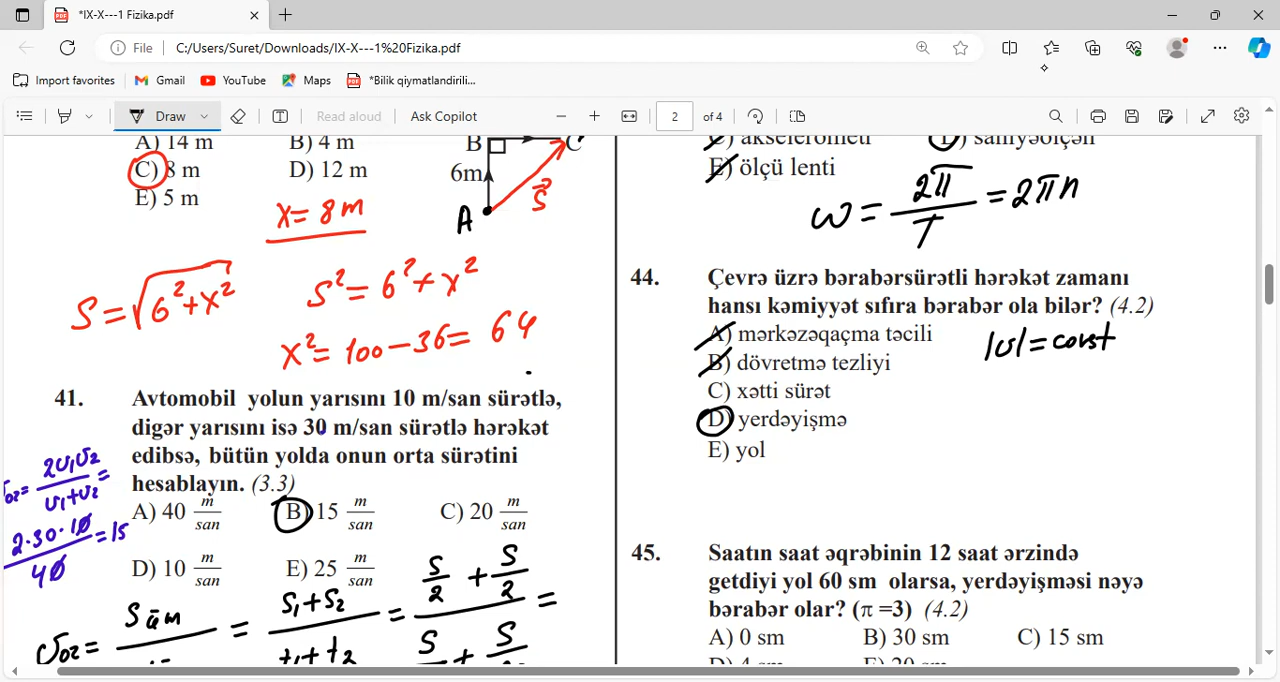 *IX-X---1 Fizika.pdf
File C:/Users/Suret/Downloads/IX-X---1%20Fizika.pdf
Import favorites Gmail YouTube Maps *Bilik qiymatlandirili...
Draw Read aloud Ask Copilot 2 of 4
A) 14 m B) 4 m
C) 8 m D) 12 m
E) 5 m
B C
6m
A
S
x = 8 m
S = √6² + x²
S² = 6² + x²
x² = 100 − 36 = 64
41. Avtomobil yolun yarısını 10 m/san sürətlə,
digər yarısını isə 30 m/san sürətlə hərəkət
edibsə, bütün yolda onun orta sürətini
hesablayın. (3.3)
A) 40 m/san B) 15 m/san C) 20 m/san
D) 10 m/san E) 25 m/san
2υ₁υ₂ / υ₁+υ₂ =
2·30·10 / 40 = 15
υor = Süm / = S₁+S₂ / t₁+t₂ = S/2 + S/2 / S + S =
C) akselerometr D) saniyəölçən
E) ölçü lenti
ω = 2π/T = 2πn
44. Çevrə üzrə bərabərsürətli hərəkət zamanı
hansı kəmiyyət sıfıra bərabər ola bilər? (4.2)
A) mərkəzəqaçma təcili
B) dövretmə tezliyi
C) xətti sürət
D) yerdəyişmə
E) yol
|υ| = const
45. Saatın saat əqrəbinin 12 saat ərzində
getdiyi yol 60 sm olarsa, yerdəyişməsi nəyə
bərabər olar? (π =3) (4.2)
A) 0 sm B) 30 sm C) 15 sm
D) 4 sm E) 20 sm